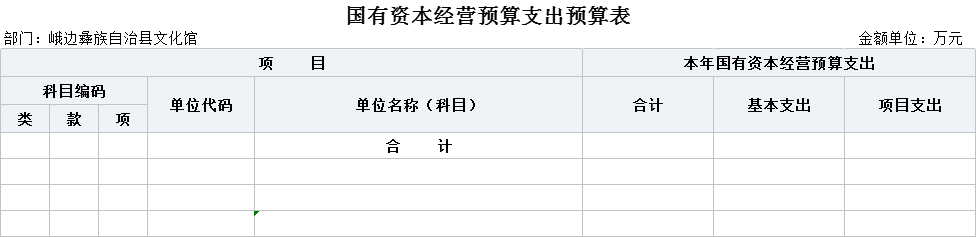 国有资本经营预算支出预算表
部门：峨边彝族自治县文化馆 金额单位：万元
项 目 本年国有资本经营预算支出
科目编码 单位代码 单位名称（科目） 合计 基本支出 项目支出
类 款 项
合 计